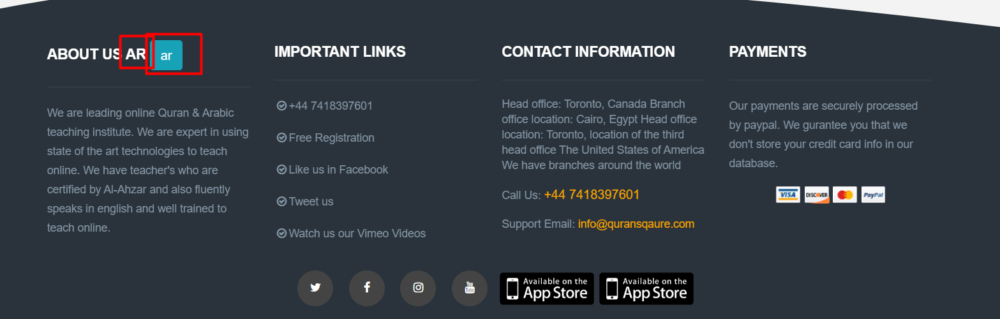 ABOUT US AR ar
We are leading online Quran & Arabic
teaching institute. We are expert in using
state of the art technologies to teach
online. We have teacher's who are
certified by Al-Ahzar and also fluently
speaks in english and well trained to
teach online.
IMPORTANT LINKS
+44 7418397601
Free Registration
Like us in Facebook
Tweet us
Watch us our Vimeo Videos
CONTACT INFORMATION
Head office: Toronto, Canada Branch
office location: Cairo, Egypt Head office
location: Toronto, location of the third
head office The United States of America
We have branches around the world
Call Us: +44 7418397601
Support Email: info@quransqaure.com
PAYMENTS
Our payments are securely processed
by paypal. We gurantee you that we
don't store your credit card info in our
database.
VISA DISCOVER PayPal
You
Tube
Available on the
App Store
Available on the
App Store